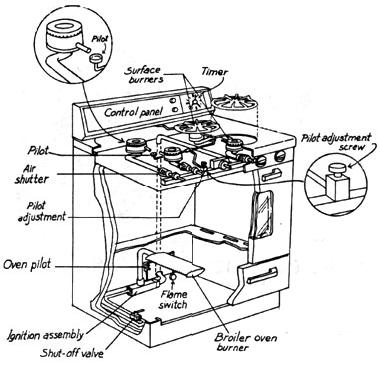 Pilot
Surface
burners
Timer
Control panel
Pilot adjustment
screw
Pilot
Air
shutter
Pilot
adjustment
Oven pilot
Flame
switch
Ignition assembly
Shut-off valve
Broiler oven
burner